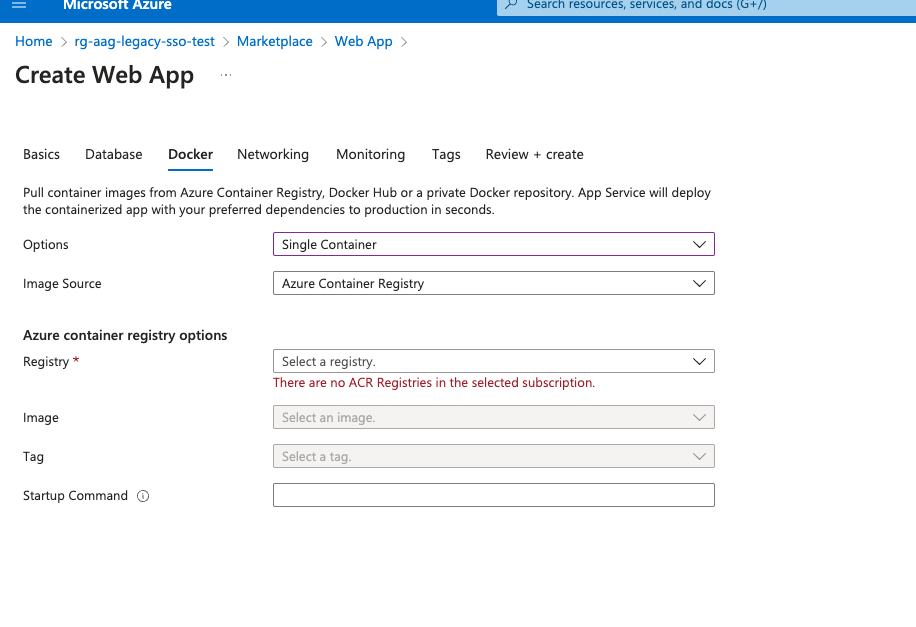 Microsoft Azure
Search resources, services, and docs (G+/)
Home > rg-aag-legacy-sso-test > Marketplace > Web App >
Create Web App ...
Basics Database Docker Networking Monitoring Tags Review + create
Pull container images from Azure Container Registry, Docker Hub or a private Docker repository. App Service will deploy
the containerized app with your preferred dependencies to production in seconds.
Options Single Container
Image Source Azure Container Registry
Azure container registry options
Registry * Select a registry.
There are no ACR Registries in the selected subscription.
Image Select an image.
Tag Select a tag.
Startup Command